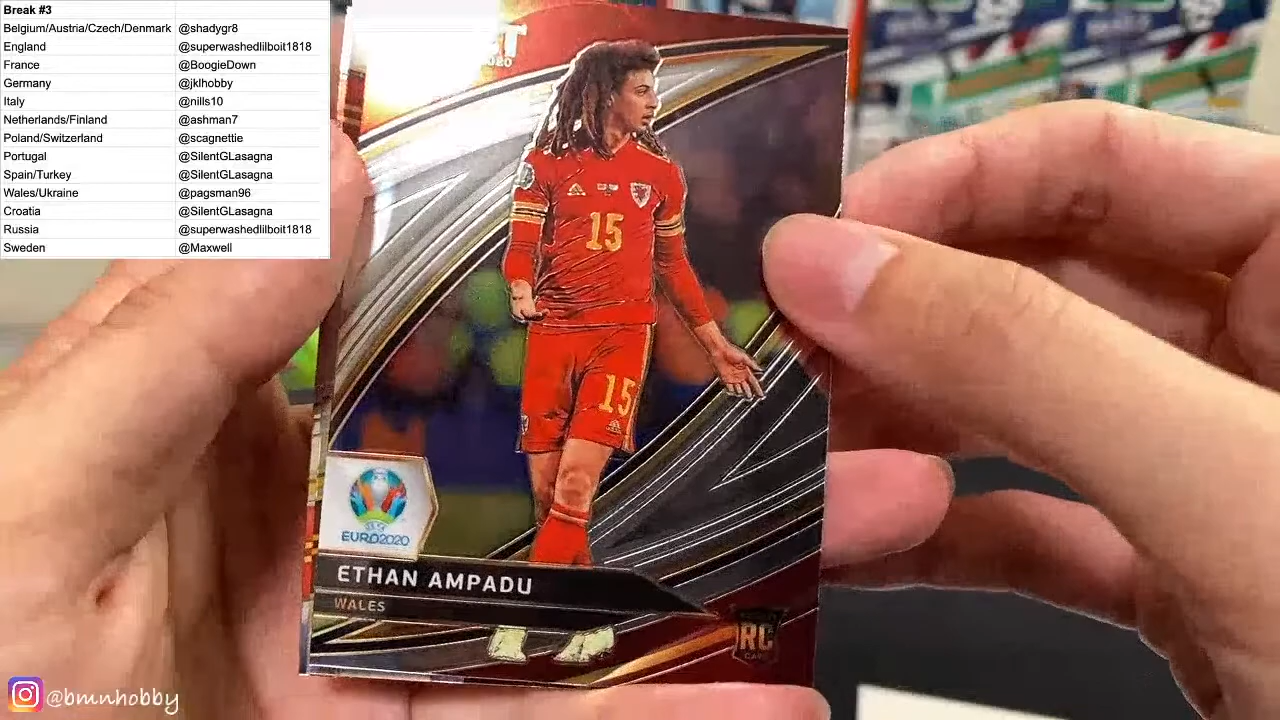 Break #3
Belgium/Austria/Czech/Denmark @shadygr8
England @superwashedlilboit1818
France @BoogieDown
Germany @jklhobby
Italy @nills10
Netherlands/Finland @ashman7
Poland/Switzerland @scagnettie
Portugal @SilentGLasagna
Spain/Turkey @SilentGLasagna
Wales/Ukraine @pagsman96
Croatia @SilentGLasagna
Russia @superwashedlilboit1818
Sweden @Maxwell
15
15
EURO2020
ETHAN AMPADU
WALES
RC
CARD
@bmnhobby